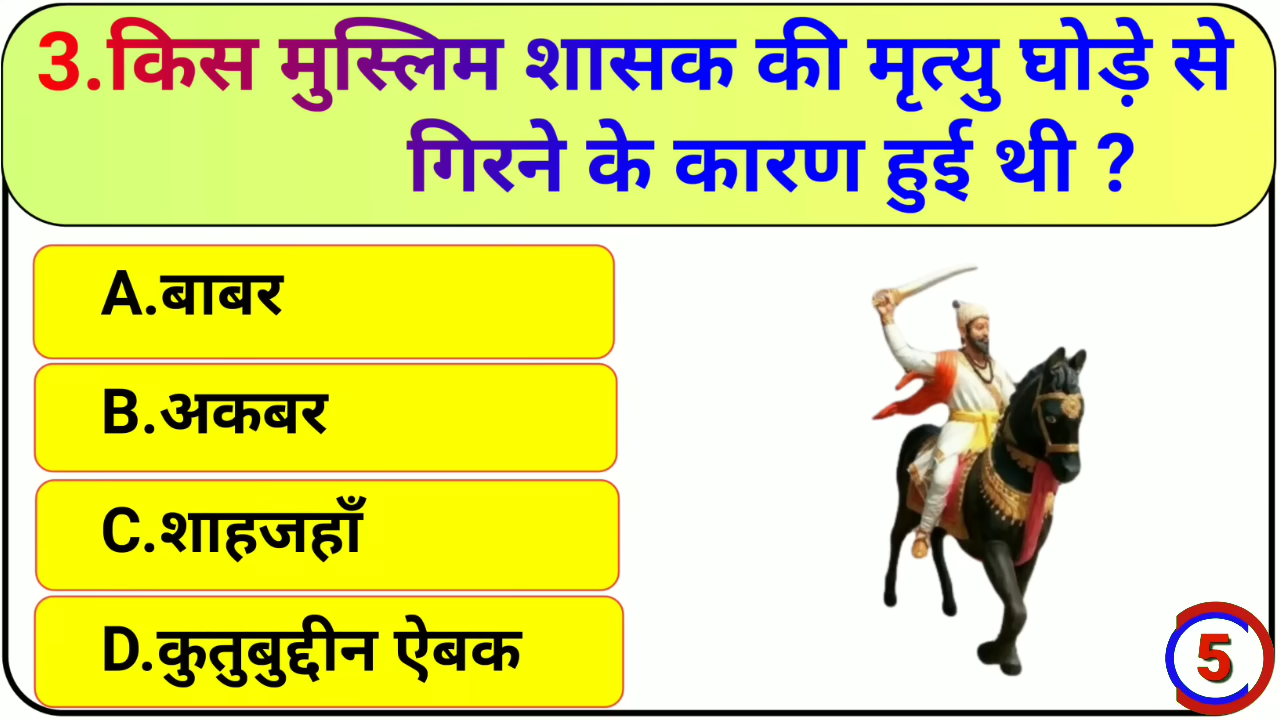 3.किस मुस्लिम शासक की मृत्यु घोड़े से
गिरने के कारण हुई थी ?
A.बाबर
B.अकबर
C.शाहजहाँ
D.कुतुबुद्दीन ऐबक
5